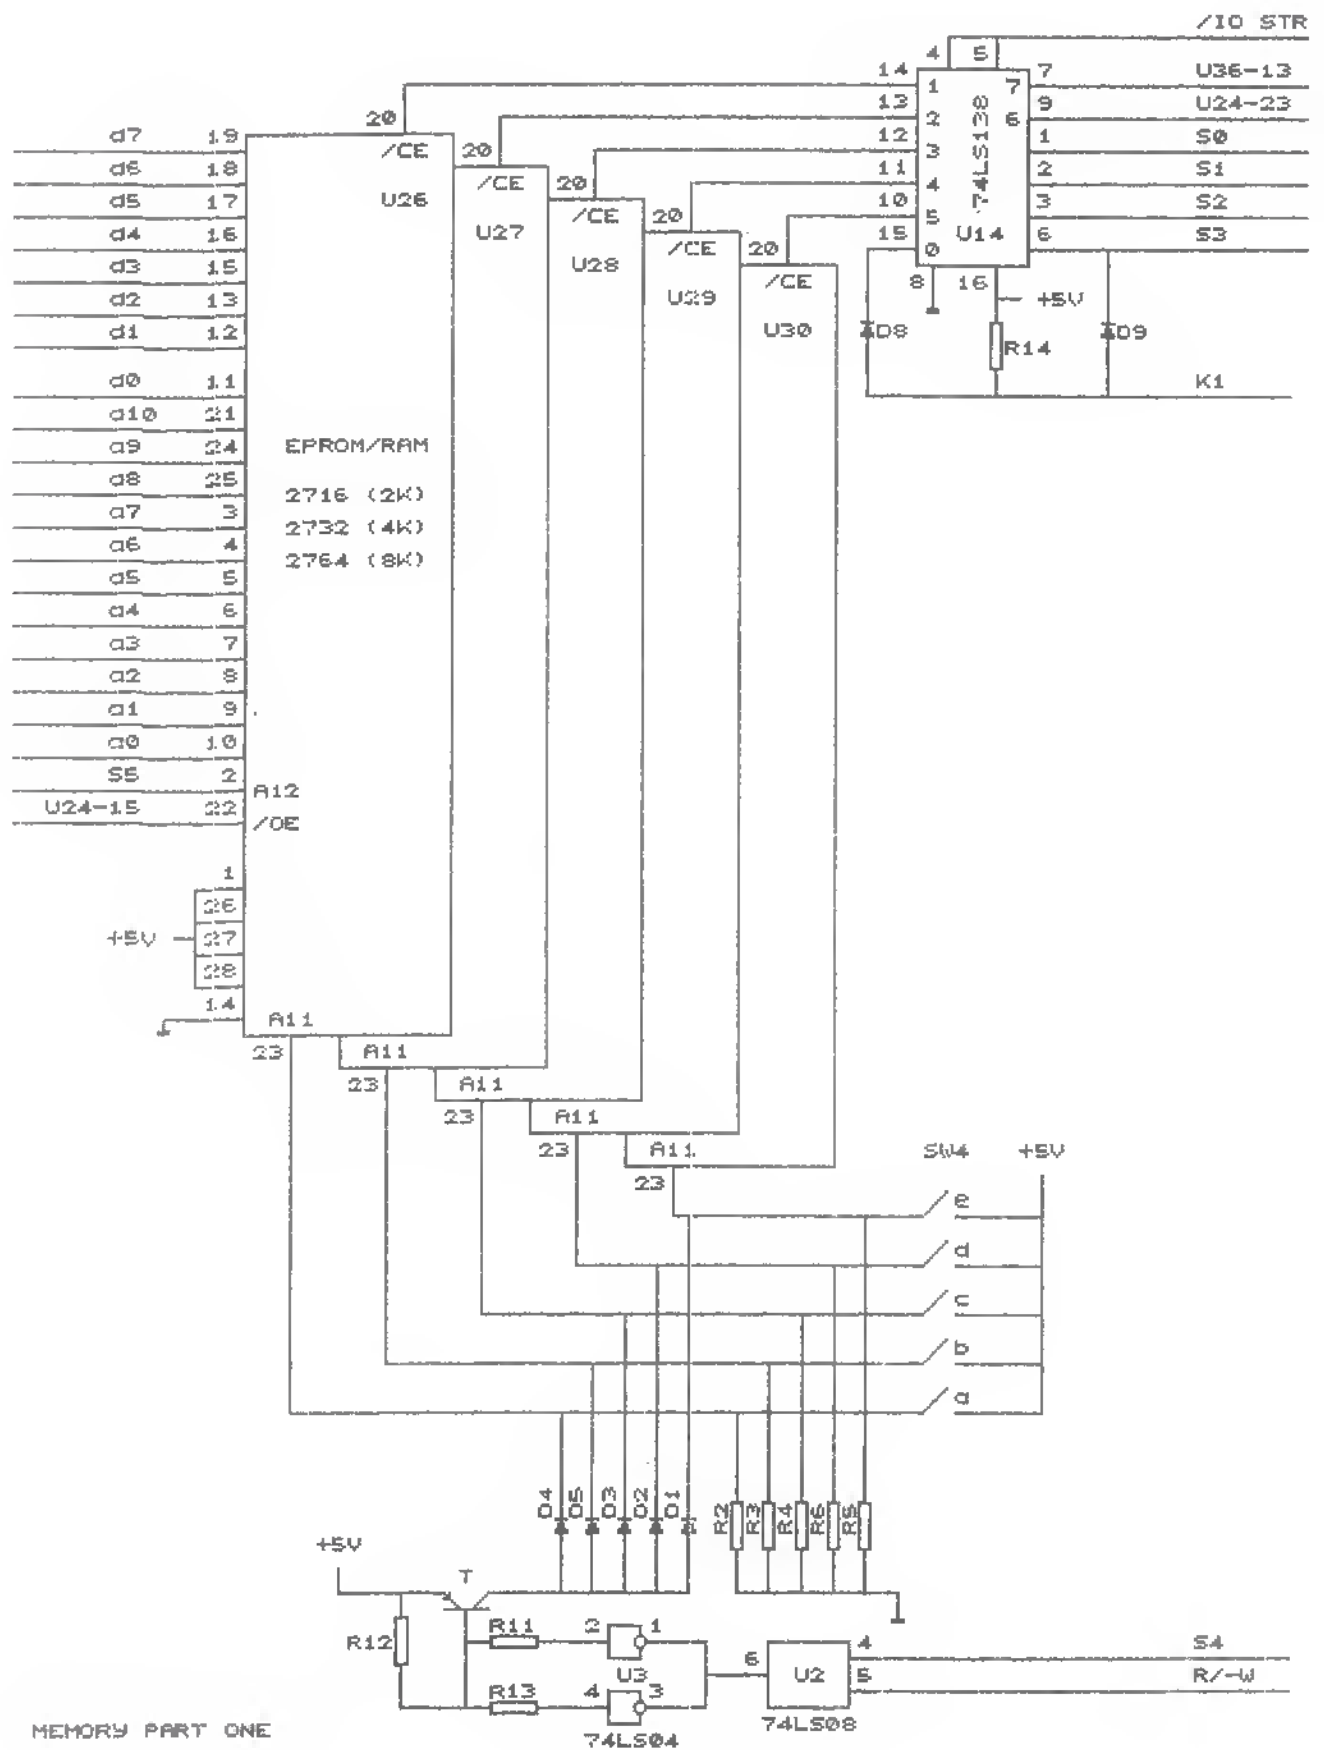 /IO STR
4 5
14 1 7 7 U36-13
13 2 6 9 U24-23
12 3 1 S0
11 4 2 S1
10 5 3 S2
15 0 6 S3
74LS138
U14
8 16 +5V
D8 R14 D9
K1
20 /CE U26
20 /CE U27
20 /CE U28
20 /CE U29
20 /CE U30
d7 19
d6 18
d5 17
d4 16
d3 15
d2 13
d1 12
d0 11
a10 21
a9 24
a8 25
a7 3
a6 4
a5 5
a4 6
a3 7
a2 8
a1 9
a0 10
S5 2 A12
U24-15 22 /OE
EPROM/RAM
2716 (2K)
2732 (4K)
2764 (8K)
1
26
+5V 27
28
14
A11 23
A11 23
A11 23
A11 23
A11 23
SW4 +5V
e
d
c
b
a
D4 D5 D3 D2 D1 R2 R3 R4 R6 R5
+5V T
R12 R11 2 1
U3
R13 4 3
74LS04
6 U2 4 S4
5 R/-W
74LS08
MEMORY PART ONE